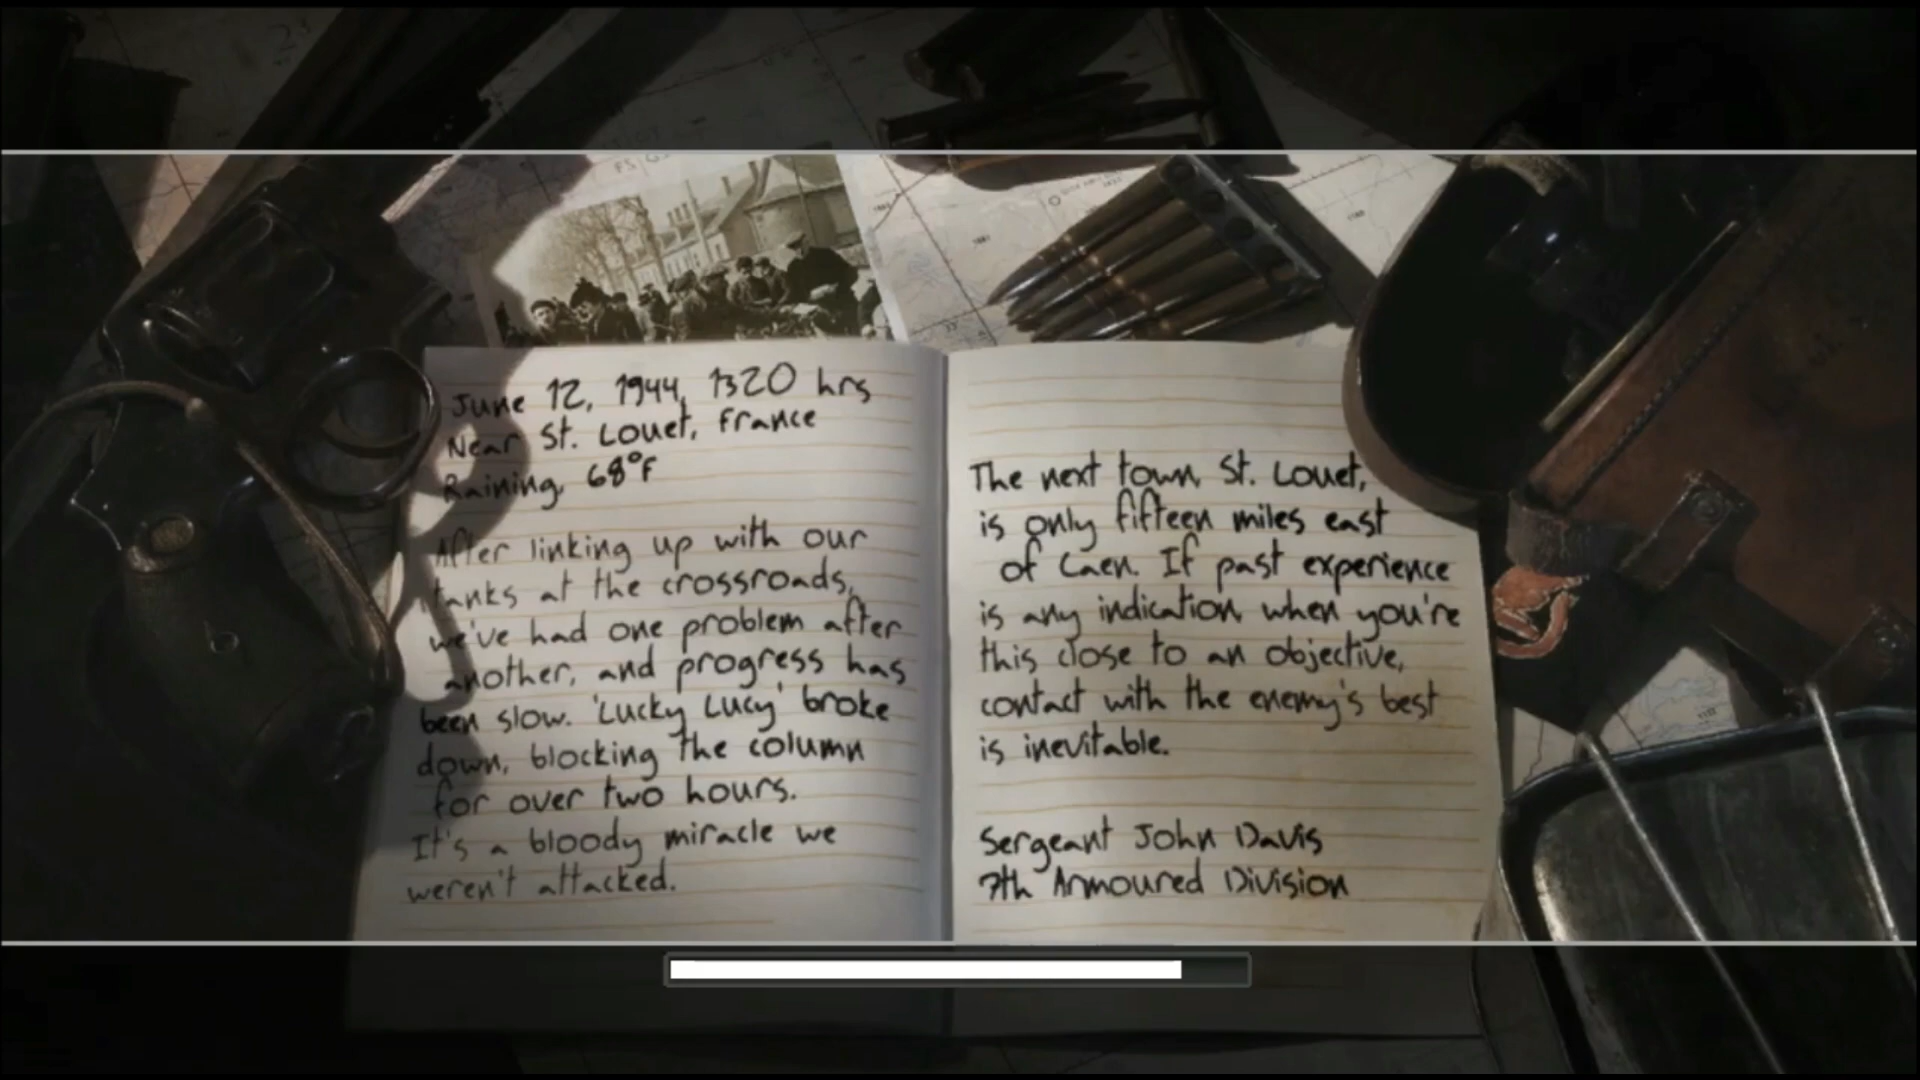 June 12, 1944, 1320 hrs
Near St. Louet, France
Raining, 68°F
After linking up with our
tanks at the crossroads,
we've had one problem after
another, and progress has
been slow. 'Lucky Lucy' broke
down, blocking the column
for over two hours.
It's a bloody miracle we
weren't attacked.
The next town, St. Louet,
is only fifteen miles east
of Caen. If past experience
is any indication, when you're
this close to an objective,
contact with the enemy's best
is inevitable.
Sergeant John Davis
7th Armoured Division